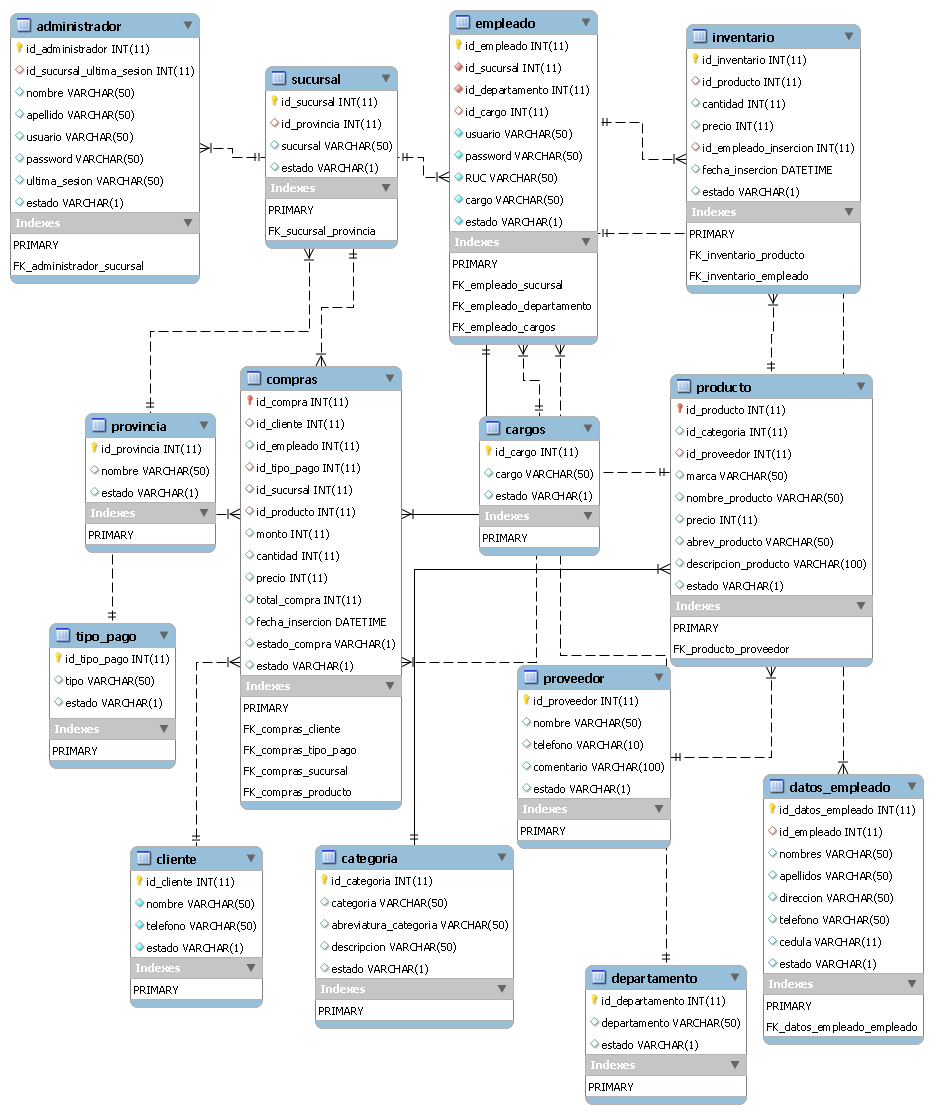 administrador
id_administrador INT(11)
id_sucursal_ultima_sesion INT(11)
nombre VARCHAR(50)
apellido VARCHAR(50)
usuario VARCHAR(50)
password VARCHAR(50)
ultima_sesion VARCHAR(50)
estado VARCHAR(1)
Indexes
PRIMARY
FK_administrador_sucursal
sucursal
id_sucursal INT(11)
id_provincia INT(11)
sucursal VARCHAR(50)
estado VARCHAR(1)
Indexes
PRIMARY
FK_sucursal_provincia
empleado
id_empleado INT(11)
id_sucursal INT(11)
id_departamento INT(11)
id_cargo INT(11)
usuario VARCHAR(50)
password VARCHAR(50)
RUC VARCHAR(50)
cargo VARCHAR(50)
estado VARCHAR(1)
Indexes
PRIMARY
FK_empleado_sucursal
FK_empleado_departamento
FK_empleado_cargos
inventario
id_inventario INT(11)
id_producto INT(11)
cantidad INT(11)
precio INT(11)
id_empleado_insercion INT(11)
fecha_insercion DATETIME
estado VARCHAR(1)
Indexes
PRIMARY
FK_inventario_producto
FK_inventario_empleado
provincia
id_provincia INT(11)
nombre VARCHAR(50)
estado VARCHAR(1)
Indexes
PRIMARY
compras
id_compra INT(11)
id_cliente INT(11)
id_empleado INT(11)
id_tipo_pago INT(11)
id_sucursal INT(11)
id_producto INT(11)
monto INT(11)
cantidad INT(11)
precio INT(11)
total_compra INT(11)
fecha_insercion DATETIME
estado_compra VARCHAR(1)
estado VARCHAR(1)
Indexes
PRIMARY
FK_compras_cliente
FK_compras_tipo_pago
FK_compras_sucursal
FK_compras_producto
cargos
id_cargo INT(11)
cargo VARCHAR(50)
estado VARCHAR(1)
Indexes
PRIMARY
producto
id_producto INT(11)
id_categoria INT(11)
id_proveedor INT(11)
marca VARCHAR(50)
nombre_producto VARCHAR(50)
precio INT(11)
abrev_producto VARCHAR(50)
descripcion_producto VARCHAR(100)
estado VARCHAR(1)
Indexes
PRIMARY
FK_producto_proveedor
tipo_pago
id_tipo_pago INT(11)
tipo VARCHAR(50)
estado VARCHAR(1)
Indexes
PRIMARY
proveedor
id_proveedor INT(11)
nombre VARCHAR(50)
telefono VARCHAR(10)
comentario VARCHAR(100)
estado VARCHAR(1)
Indexes
PRIMARY
datos_empleado
id_datos_empleado INT(11)
id_empleado INT(11)
nombres VARCHAR(50)
apellidos VARCHAR(50)
direccion VARCHAR(50)
telefono VARCHAR(50)
cedula VARCHAR(11)
estado VARCHAR(1)
Indexes
PRIMARY
FK_datos_empleado_empleado
cliente
id_cliente INT(11)
nombre VARCHAR(50)
telefono VARCHAR(50)
estado VARCHAR(1)
Indexes
PRIMARY
categoria
id_categoria INT(11)
categoria VARCHAR(50)
abreviatura_categoria VARCHAR(50)
descripcion VARCHAR(50)
estado VARCHAR(1)
Indexes
PRIMARY
departamento
id_departamento INT(11)
departamento VARCHAR(50)
estado VARCHAR(1)
Indexes
PRIMARY